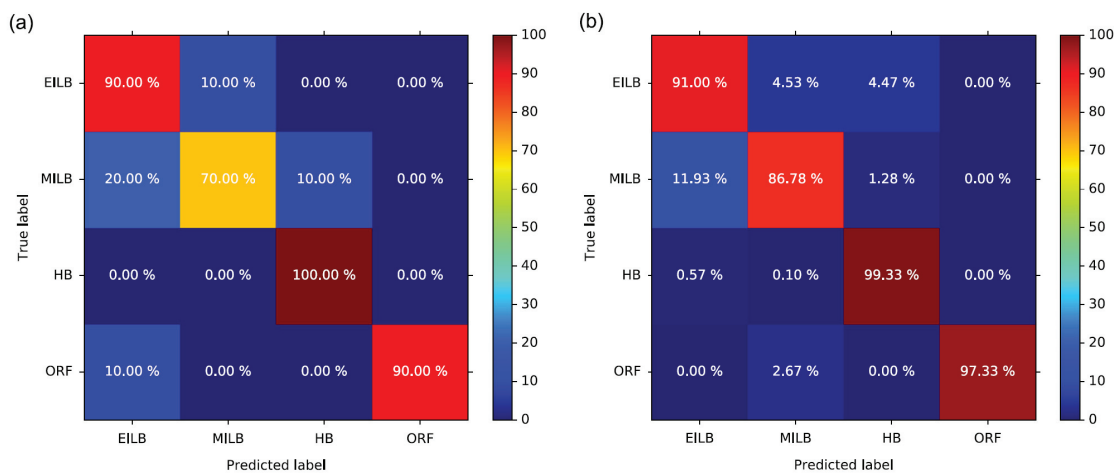 (a)
(b)
EILB 90.00 % 10.00 % 0.00 % 0.00 %
MILB 20.00 % 70.00 % 10.00 % 0.00 %
HB 0.00 % 0.00 % 100.00 % 0.00 %
ORF 10.00 % 0.00 % 0.00 % 90.00 %
EILB MILB HB ORF
Predicted label
True label
100
90
80
70
60
50
40
30
20
10
0
EILB 91.00 % 4.53 % 4.47 % 0.00 %
MILB 11.93 % 86.78 % 1.28 % 0.00 %
HB 0.57 % 0.10 % 99.33 % 0.00 %
ORF 0.00 % 2.67 % 0.00 % 97.33 %
EILB MILB HB ORF
Predicted label
True label
100
90
80
70
60
50
40
30
20
10
0